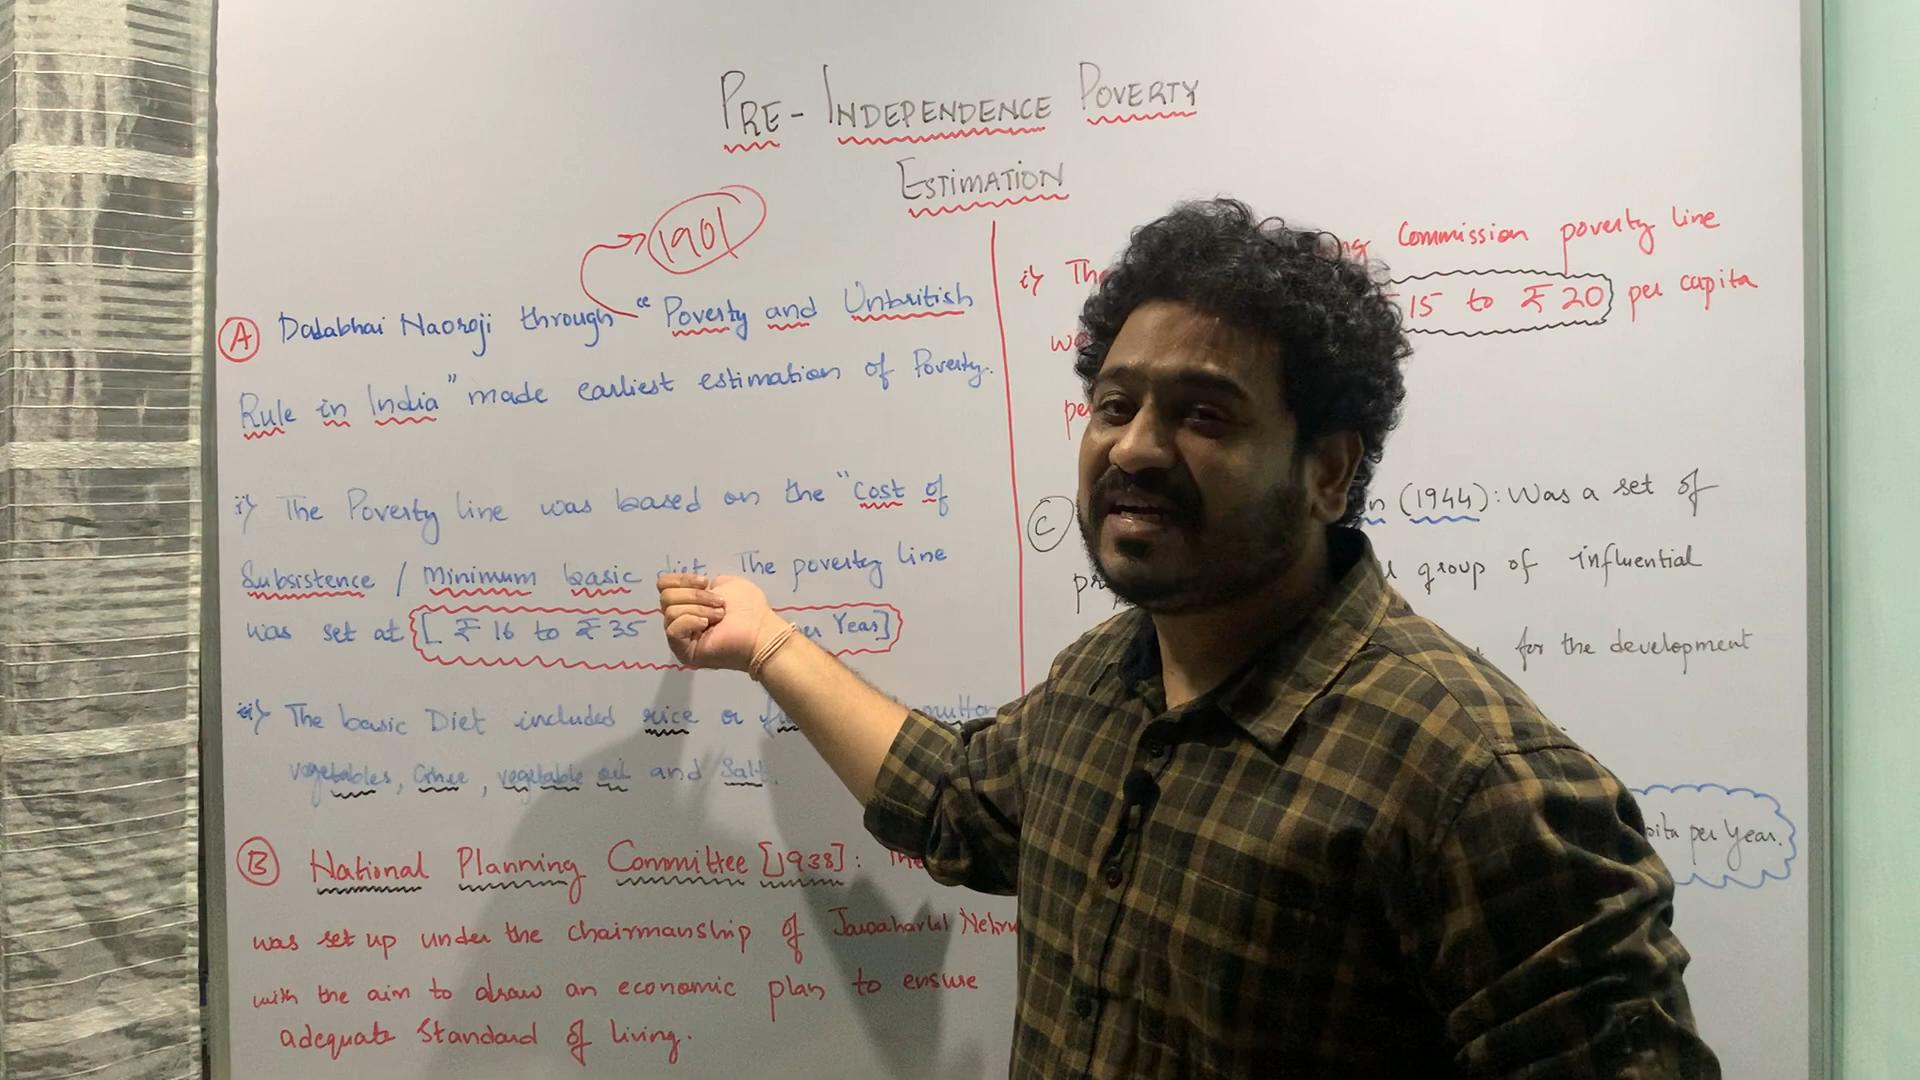 PRE - INDEPENDENCE POVERTY
ESTIMATION
1901
A Dadabhai Naoroji through "Poverty and Unbritish
Rule in India" made earliest estimation of Poverty.
i) The Poverty line was based on the "Cost of
Subsistence / Minimum basic diet. The poverty line
was set at [ ₹ 16 to ₹ 35 Year]
ii) The basic Diet included rice or mutton
vegetables, Ghee, vegetable oil and Salt.
B National Planning Committee [1938]: The
was set up under the chairmanship of Jawaharlal Nehru
with the aim to draw an economic plan to ensure
adequate standard of living.
Commission poverty line
i) The
15 to ₹ 20 per capita
C (1944): Was a set of
group of influential
for the development
per Year.